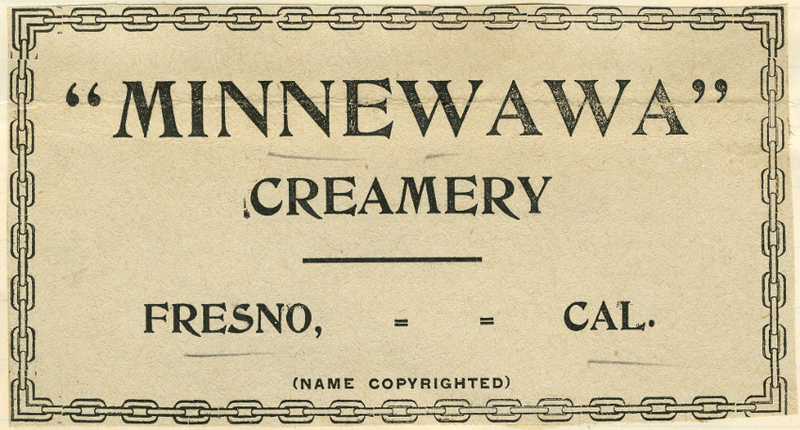 “MINNEWAWA”
CREAMERY
FRESNO, = = CAL.
(NAME COPYRIGHTED)